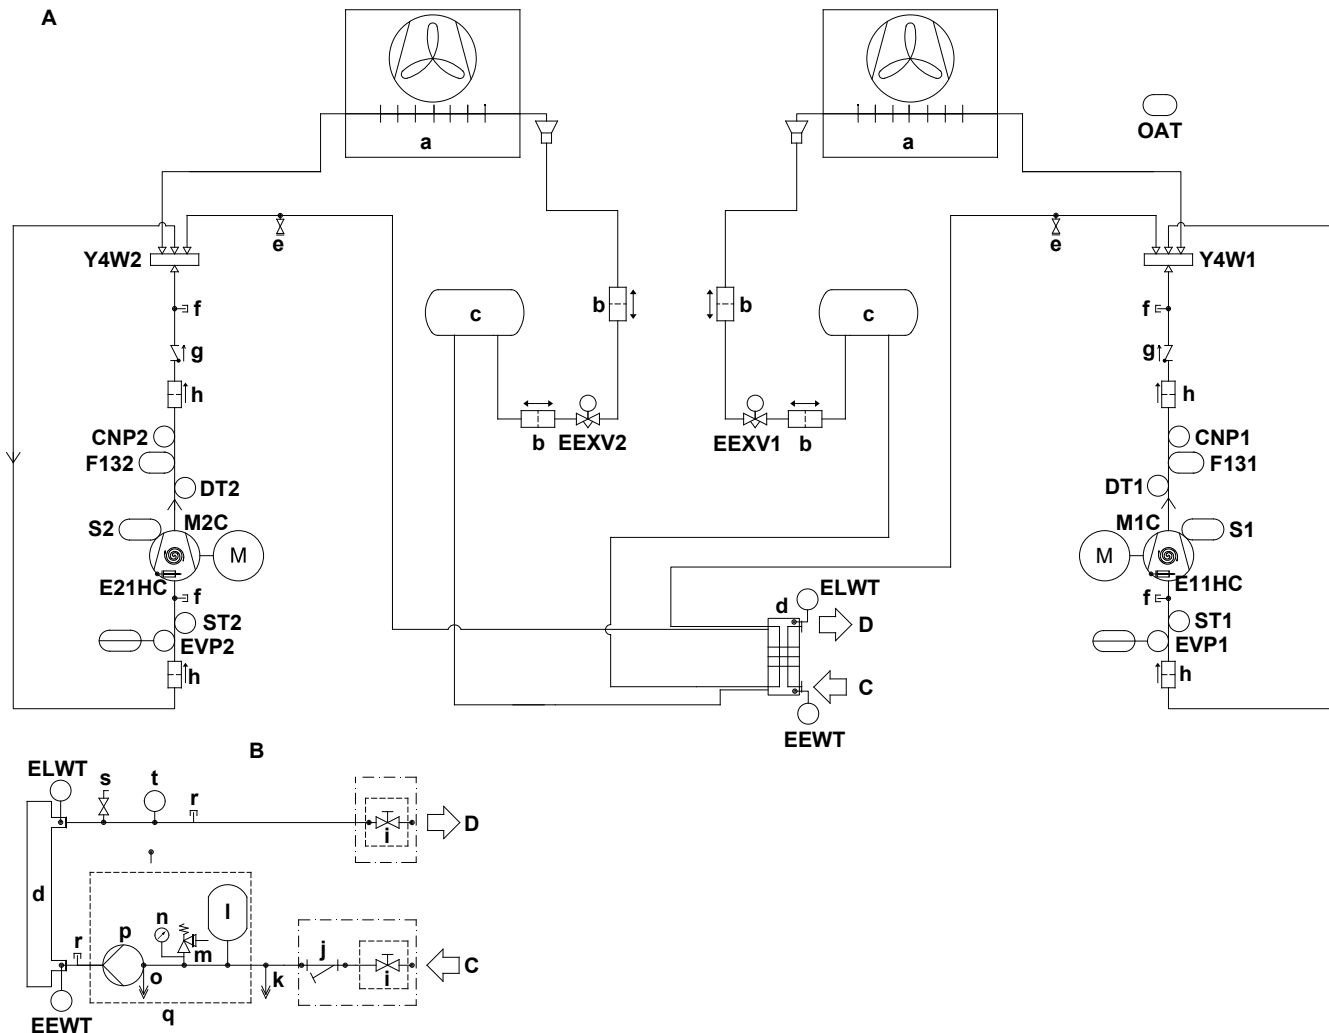 A
a
a
OAT
e
e
Y4W2
Y4W1
f
b
c
b
c
f
g
g
h
h
CNP2
b
EEXV2
EEXV1
b
CNP1
F132
F131
DT2
DT1
S2
M2C
M1C
S1
M
M
E21HC
E11HC
f
d
ELWT
f
ST2
D
ST1
EVP2
EVP1
h
C
h
EEWT
B
ELWT
s
t
r
i
D
d
l
n
p
m
r
j
o
k
i
C
q
EEWT